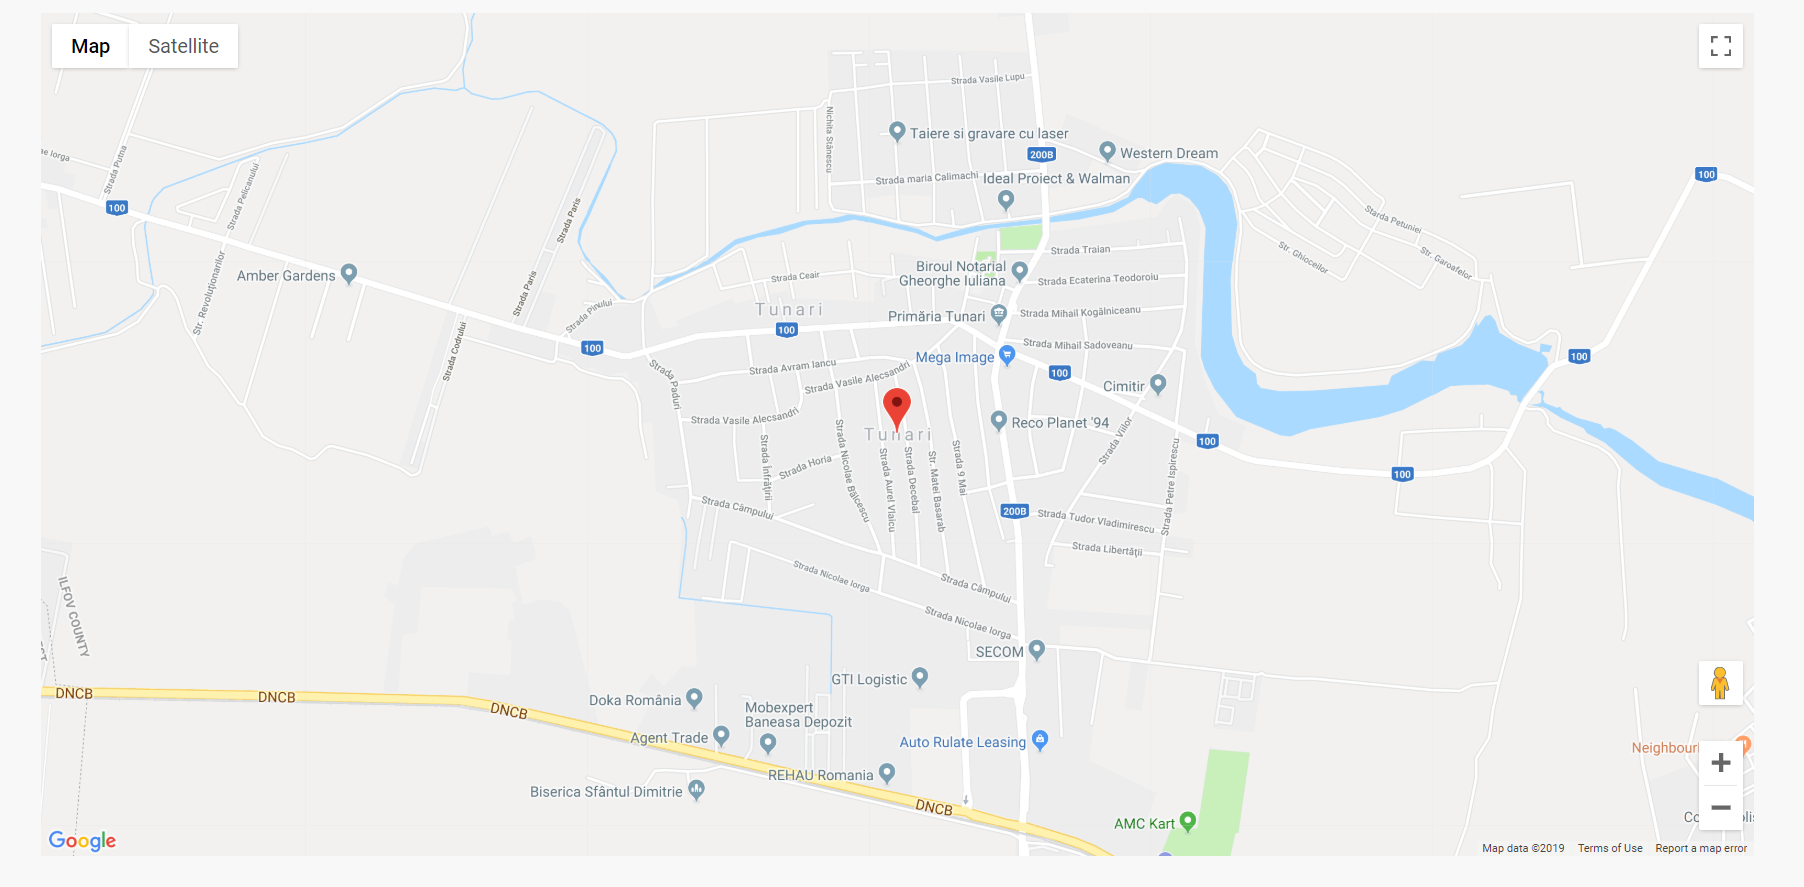 Map
Satellite
Strada Vasile Lupu
Nichita Stănescu
Taiere si gravare cu laser
200B
Western Dream
ae Iorga
Strada Putna
Strada Pelicanului
100
Strada maria Calimachi
Ideal Proiect & Walman
100
Strada Paris
Starda Petuniei
Str. Garoafelor
Str. Ghioceilor
Strada Traian
Str. Revoluționarilor
Amber Gardens
Strada Paris
Strada Ceair
Biroul Notarial
Gheorghe Iuliana
Strada Ecaterina Teodoroiu
Tunari
Strada Pinului
Primăria Tunari
Strada Mihail Kogălniceanu
100
100
Strada Codrului
Strada Mihail Sadoveanu
Mega Image
100
100
Strada Avram Iancu
Strada Vasile Alecsandri
Strada Paduri
Cimitir
Strada Vasile Alecsandri
Reco Planet '94
Tunari
Strada Viilor
100
100
Strada Înfrățirii
Strada Horia
Strada Nicolae Bălcescu
Strada Aurel Vlaicu
Strada Decebal
Str. Matei Basarab
Strada 9 Mai
Strada Petre Ispirescu
Strada Câmpului
200B
Strada Tudor Vladimirescu
Strada Libertății
Strada Nicolae Iorga
Strada Câmpului
ILFOV COUNTY
Strada Nicolae Iorga
SECOM
GTI Logistic
DNCB
DNCB
DNCB
Doka România
Mobexpert
Baneasa Depozit
Agent Trade
Auto Rulate Leasing
REHAU Romania
Neighbour
Biserica Sfântul Dimitrie
DNCB
AMC Kart
Google
Map data ©2019
Terms of Use
Report a map error